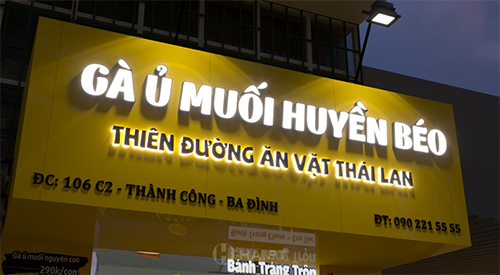 GÀ Ủ MUỐI HUYỀN BÉO
THIÊN ĐƯỜNG ĂN VẶT THÁI LAN
ĐC: 106 C2 - THÀNH CÔNG - BA ĐÌNH
ĐT: 090 221 55 55
Gà ủ muối nguyên con
290k/con
Bánh Tráng Trộn